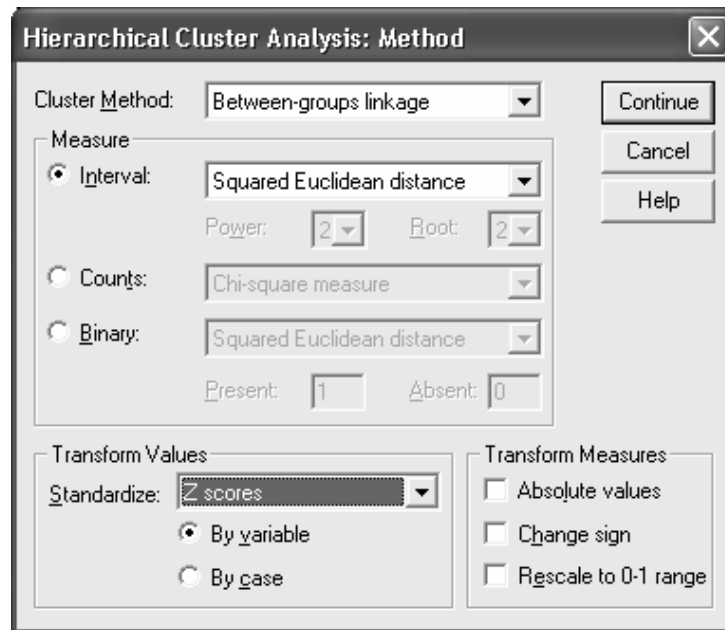 Hierarchical Cluster Analysis: Method
Cluster Method: Between-groups linkage
Continue
Cancel
Help
Measure
Interval: Squared Euclidean distance
Power: 2 Root: 2
Counts: Chi-square measure
Binary: Squared Euclidean distance
Present: 1 Absent: 0
Transform Values
Standardize: Z scores
By variable
By case
Transform Measures
Absolute values
Change sign
Rescale to 0-1 range